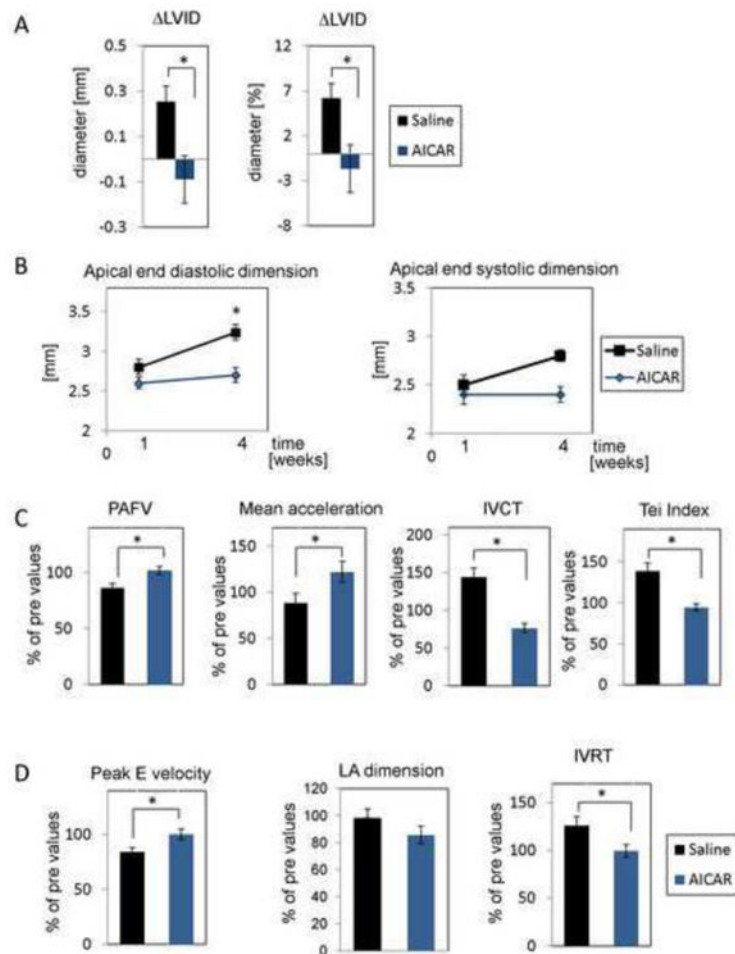 A
ΔLVID
ΔLVID
diameter [mm]
0.5
0.3
0.1
-0.1
-0.3
*
diameter [%]
12
7
2
-3
-8
*
Saline
AICAR
B
Apical end diastolic dimension
[mm]
3.5
3
2.5
2
0
1
4
time
[weeks]
*
Apical end systolic dimension
[mm]
3.5
3
2.5
2
0
1
4
time
[weeks]
Saline
AICAR
C
PAFV
% of pre values
100
50
0
*
Mean acceleration
% of pre values
150
100
50
0
*
IVCT
% of pre values
200
150
100
50
0
*
Tei Index
% of pre values
150
100
50
0
*
D
Peak E velocity
% of pre values
100
50
0
*
LA dimension
% of pre values
120
100
80
60
40
20
0
IVRT
% of pre values
150
100
50
0
*
Saline
AICAR